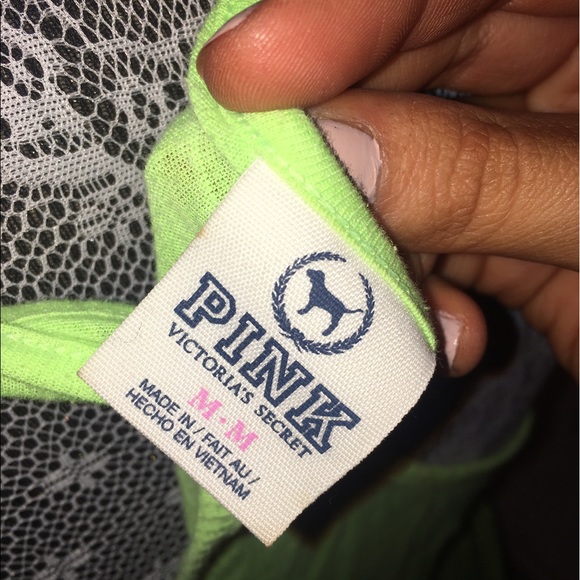 PINK
VICTORIA'S SECRET
M • M
MADE IN / FAIT AU /
HECHO EN VIETNAM